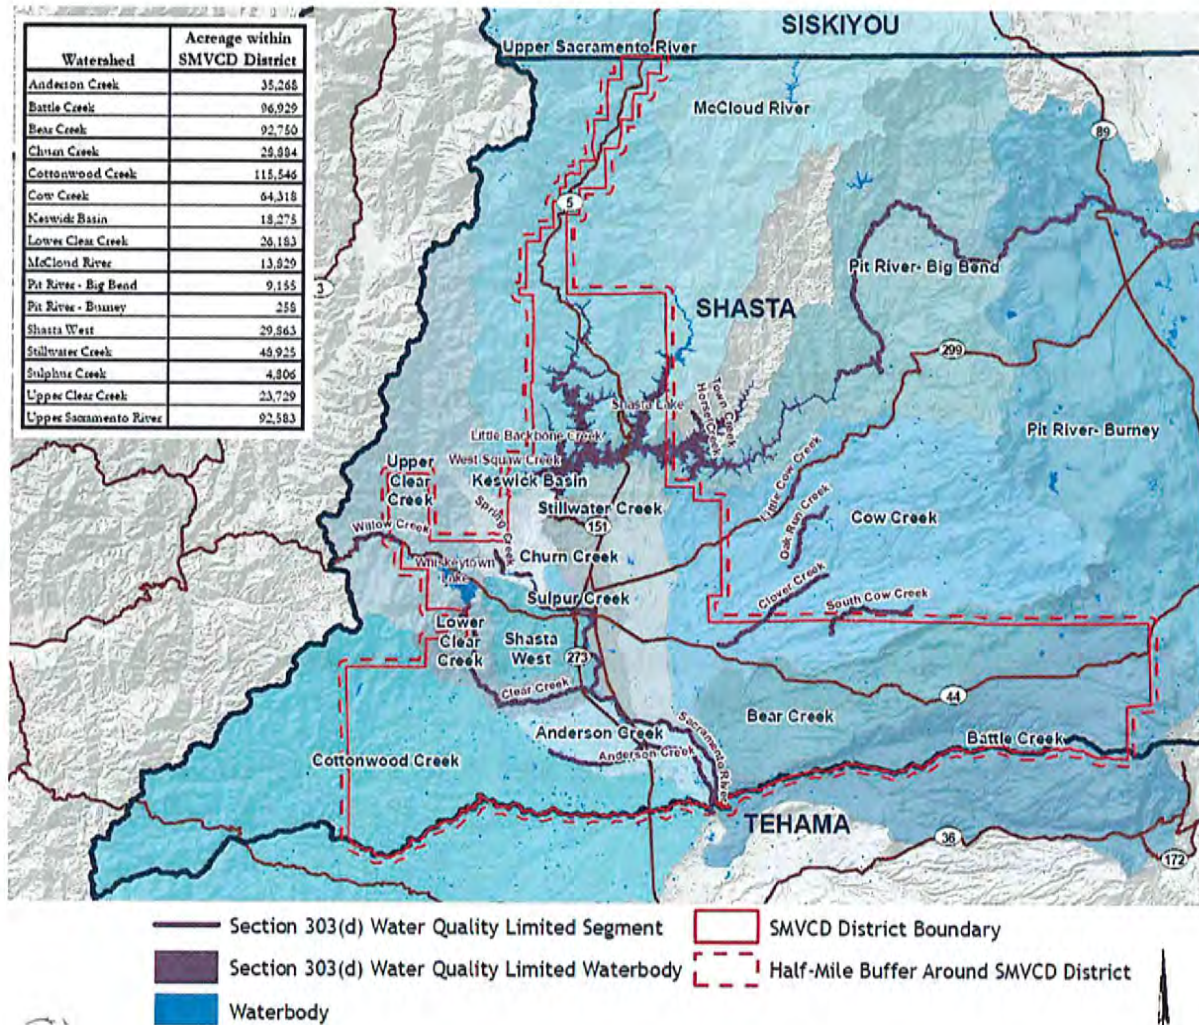 Watershed
Acreage within
SMVCD District
Anderson Creek 35,268
Battle Creek 96,929
Bear Creek 92,750
Churn Creek 28,884
Cottonwood Creek 115,546
Cow Creek 64,318
Keswick Basin 18,275
Lower Clear Creek 26,183
McCloud River 13,829
Pit River - Big Bend 9,155
Pit River - Burney 258
Shasta West 29,863
Stillwater Creek 48,925
Sulphur Creek 4,806
Upper Clear Creek 23,729
Upper Sacramento River 92,583
SISKIYOU
Upper Sacramento River
McCloud River
89
5
3
Pit River- Big Bend
SHASTA
299
Town Creek
Horse Creek
Shasta Lake
Little Backbone Creek
Pit River- Burney
West Squaw Creek
Upper
Clear
Creek
Keswick Basin
Little Cow Creek
Spring Creek
Stillwater Creek
151
Oak Run Creek
Cow Creek
Willow Creek
Churn Creek
Whiskeytown
Lake
Clover Creek
South Cow Creek
Sulpur Creek
Lower
Clear
Creek
Shasta
West
273
Clear Creek
44
Bear Creek
Sacramento River
Anderson Creek
Battle Creek
Anderson Creek
Cottonwood Creek
TEHAMA
36
172
Section 303(d) Water Quality Limited Segment
SMVCD District Boundary
Section 303(d) Water Quality Limited Waterbody
Half-Mile Buffer Around SMVCD District
Waterbody